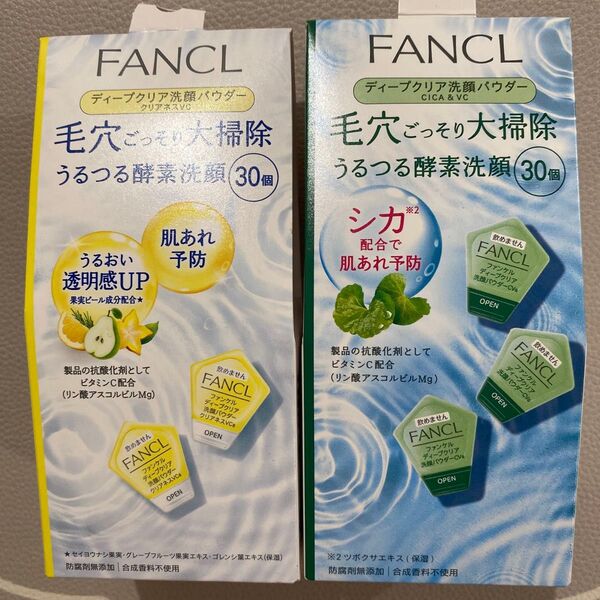 FANCL
ディープクリア洗顔パウダー
クリアネスVC
毛穴ごっそり大掃除
うるつる酵素洗顔 30個
うるおい
透明感UP
果実ピール成分配合★
肌あれ
予防
製品の抗酸化剤として
ビタミンC配合
(リン酸アスコルビルMg)
飲めません
FANCL
ファンケル
ディープクリア
洗顔パウダー
クリアネスVCa
OPEN
飲めません
FANCL
ファンケル
ディープクリア
洗顔パウダー
クリアネスVCa
OPEN
★セイヨウナシ果実・グレープフルーツ果実エキス・ゴレンシ葉エキス(保湿)
防腐剤無添加 | 合成香料不使用
FANCL
ディープクリア洗顔パウダー
CICA & VC
毛穴ごっそり大掃除
うるつる酵素洗顔 30個
シカ※2
配合で
肌あれ予防
製品の抗酸化剤として
ビタミンC配合
(リン酸アスコルビルMg)
飲めません
FANCL
ファンケル
ディープクリア
洗顔パウダーCVa
OPEN
飲めません
FANCL
ファンケル
ディープクリア
洗顔パウダーCVa
OPEN
飲めません
FANCL
ファンケル
ディープクリア
洗顔パウダーCVa
OPEN
※2 ツボクサエキス(保湿)
防腐剤無添加 | 合成香料不使用